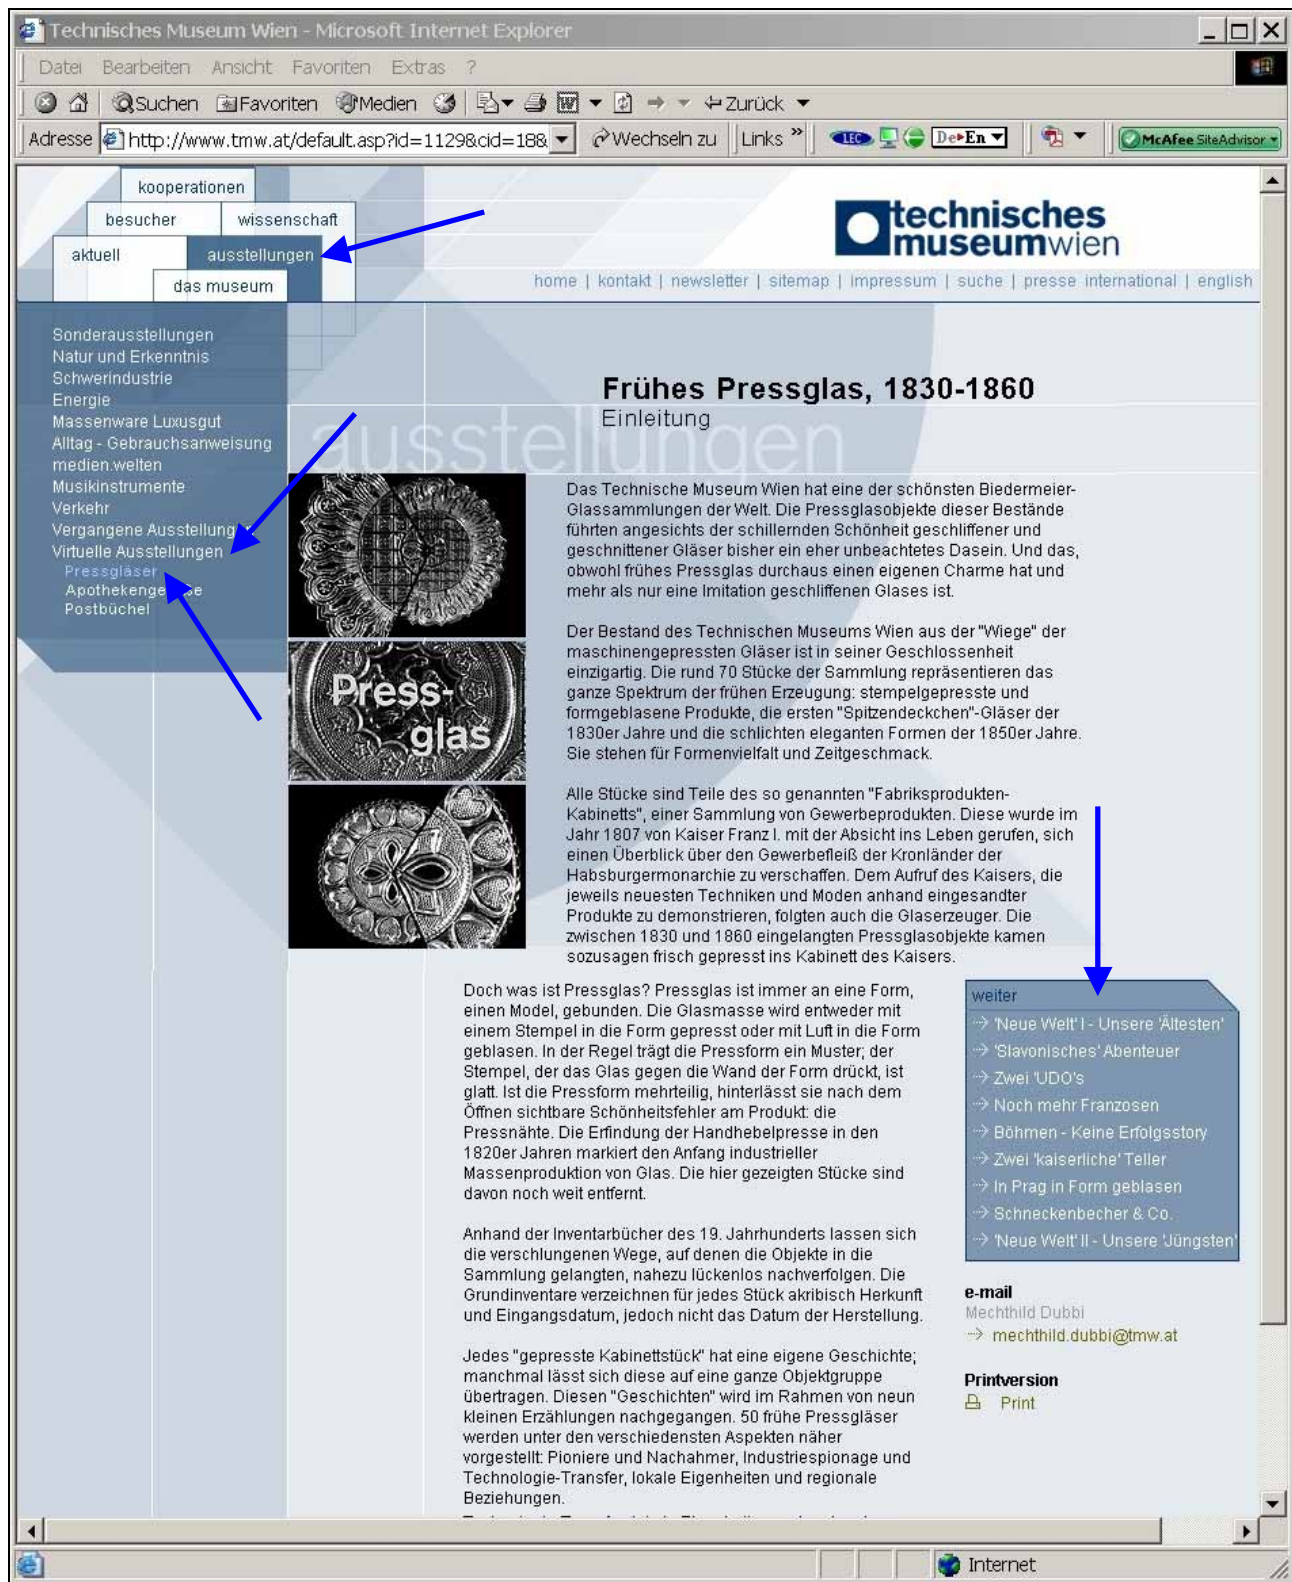 Technisches Museum Wien - Microsoft Internet Explorer
Datei Bearbeiten Ansicht Favoriten Extras ?
Suchen Favoriten Medien Zurück
Adresse http://www.tmw.at/default.asp?id=1129&cid=18& Wechseln zu Links » LEC De▸En McAfee SiteAdvisor
kooperationen
besucher wissenschaft
aktuell ausstellungen
das museum
technisches
museumwien
home | kontakt | newsletter | sitemap | impressum | suche | presse international | english
Sonderausstellungen
Natur und Erkenntnis
Schwerindustrie
Energie
Massenware Luxusgut
Alltag - Gebrauchsanweisung
medien.welten
Musikinstrumente
Verkehr
Vergangene Ausstellungen
Virtuelle Ausstellungen
Pressgläser
Postbüchel
ausstellungen
Frühes Pressglas, 1830-1860
Einleitung
Press-
glas
Das Technische Museum Wien hat eine der schönsten Biedermeier-
Glassammlungen der Welt. Die Pressglasobjekte dieser Bestände
führten angesichts der schillernden Schönheit geschliffener und
geschnittener Gläser bisher ein eher unbeachtetes Dasein. Und das,
obwohl frühes Pressglas durchaus einen eigenen Charme hat und
mehr als nur eine Imitation geschliffenen Glases ist.
Der Bestand des Technischen Museums Wien aus der "Wiege" der
maschinengepressten Gläser ist in seiner Geschlossenheit
einzigartig. Die rund 70 Stücke der Sammlung repräsentieren das
ganze Spektrum der frühen Erzeugung: stempelgepresste und
formgeblasene Produkte, die ersten "Spitzendeckchen"-Gläser der
1830er Jahre und die schlichten eleganten Formen der 1850er Jahre.
Sie stehen für Formenvielfalt und Zeitgeschmack.
Alle Stücke sind Teile des so genannten "Fabriksprodukten-
Kabinetts", einer Sammlung von Gewerbeprodukten. Diese wurde im
Jahr 1807 von Kaiser Franz I. mit der Absicht ins Leben gerufen, sich
einen Überblick über den Gewerbefleiß der Kronländer der
Habsburgermonarchie zu verschaffen. Dem Aufruf des Kaisers, die
jeweils neuesten Techniken und Moden anhand eingesandter
Produkte zu demonstrieren, folgten auch die Glaserzeuger. Die
zwischen 1830 und 1860 eingelangten Pressglasobjekte kamen
sozusagen frisch gepresst ins Kabinett des Kaisers.
Doch was ist Pressglas? Pressglas ist immer an eine Form,
einen Model, gebunden. Die Glasmasse wird entweder mit
einem Stempel in die Form gepresst oder mit Luft in die Form
geblasen. In der Regel trägt die Pressform ein Muster; der
Stempel, der das Glas gegen die Wand der Form drückt, ist
glatt. Ist die Pressform mehrteilig, hinterlässt sie nach dem
Öffnen sichtbare Schönheitsfehler am Produkt: die
Pressnähte. Die Erfindung der Handhebelpresse in den
1820er Jahren markiert den Anfang industrieller
Massenproduktion von Glas. Die hier gezeigten Stücke sind
davon noch weit entfernt.
Anhand der Inventarbücher des 19. Jahrhunderts lassen sich
die verschlungenen Wege, auf denen die Objekte in die
Sammlung gelangten, nahezu lückenlos nachverfolgen. Die
Grundinventare verzeichnen für jedes Stück akribisch Herkunft
und Eingangsdatum, jedoch nicht das Datum der Herstellung.
Jedes "gepresste Kabinettstück" hat eine eigene Geschichte;
manchmal lässt sich diese auf eine ganze Objektgruppe
übertragen. Diesen "Geschichten" wird im Rahmen von neun
kleinen Erzählungen nachgegangen. 50 frühe Pressgläser
werden unter den verschiedensten Aspekten näher
vorgestellt: Pioniere und Nachahmer, Industriespionage und
Technologie-Transfer, lokale Eigenheiten und regionale
Beziehungen.
weiter
'Neue Welt' I - Unsere 'Ältesten'
'Slavonisches' Abenteuer
Zwei 'UDO's
Noch mehr Franzosen
Böhmen - Keine Erfolgsstory
Zwei 'kaiserliche' Teller
In Prag in Form geblasen
Schneckenbecher & Co.
'Neue Welt' II - Unsere 'Jüngsten'
e-mail
Mechthild Dubbi
mechthild.dubbi@tmw.at
Printversion
Print
Internet